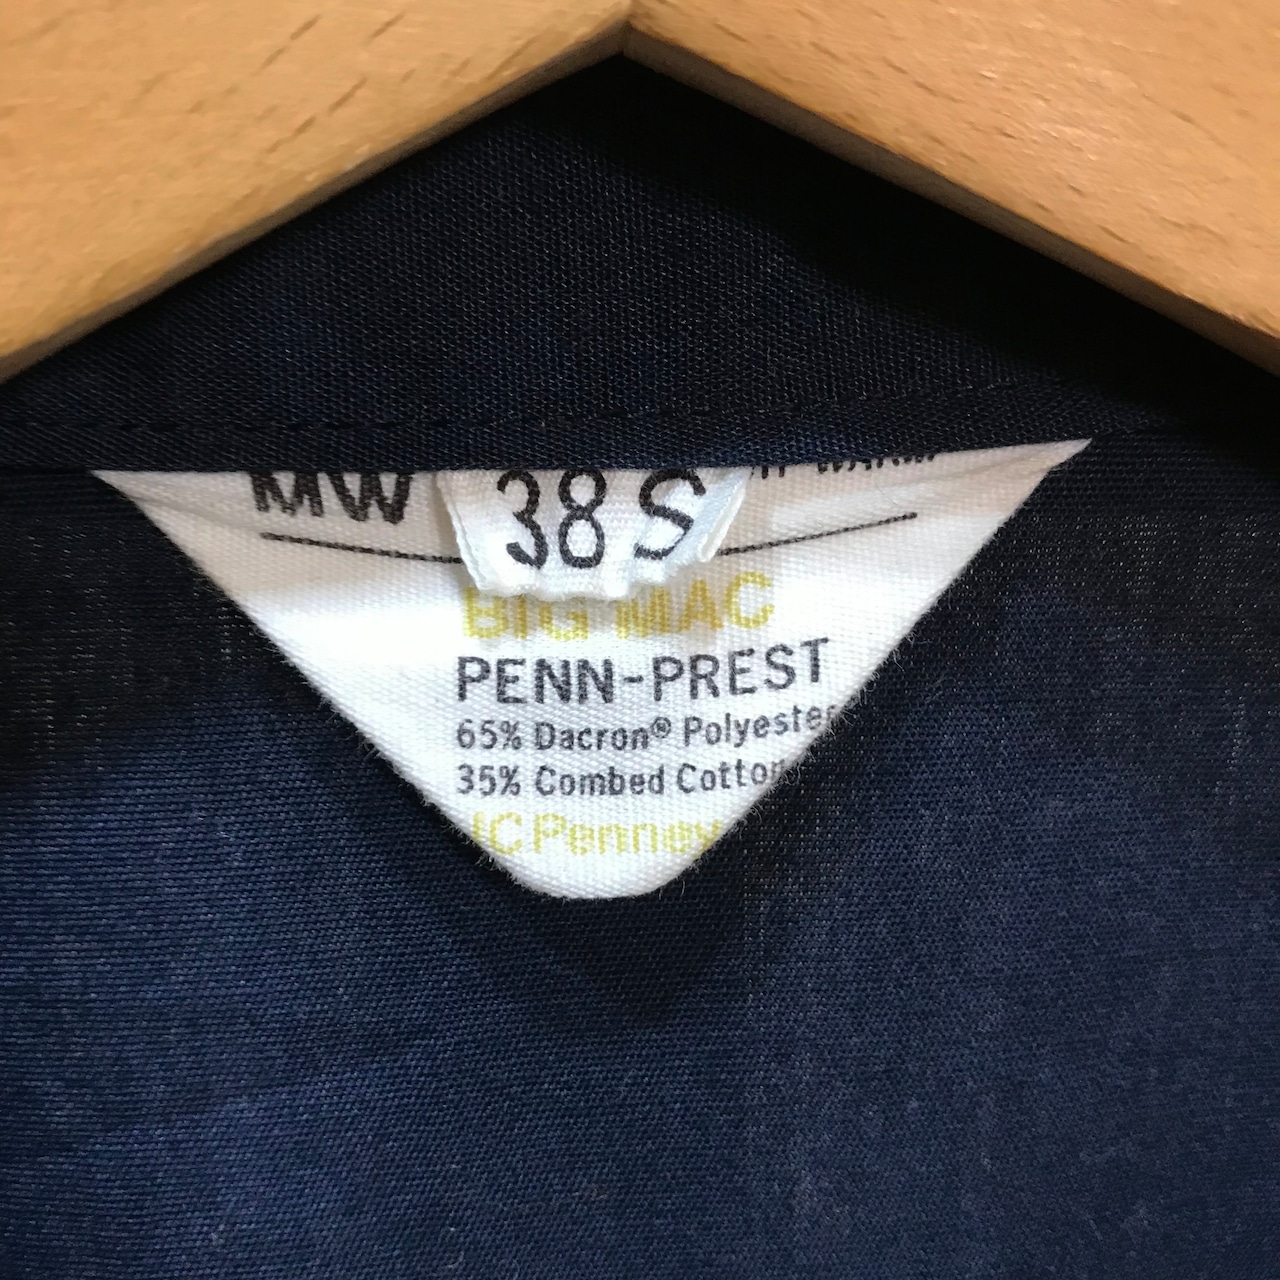 MW
38 S
BIG MAC
PENN-PREST
65% Dacron® Polyester
35% Combed Cotton
JCPenney